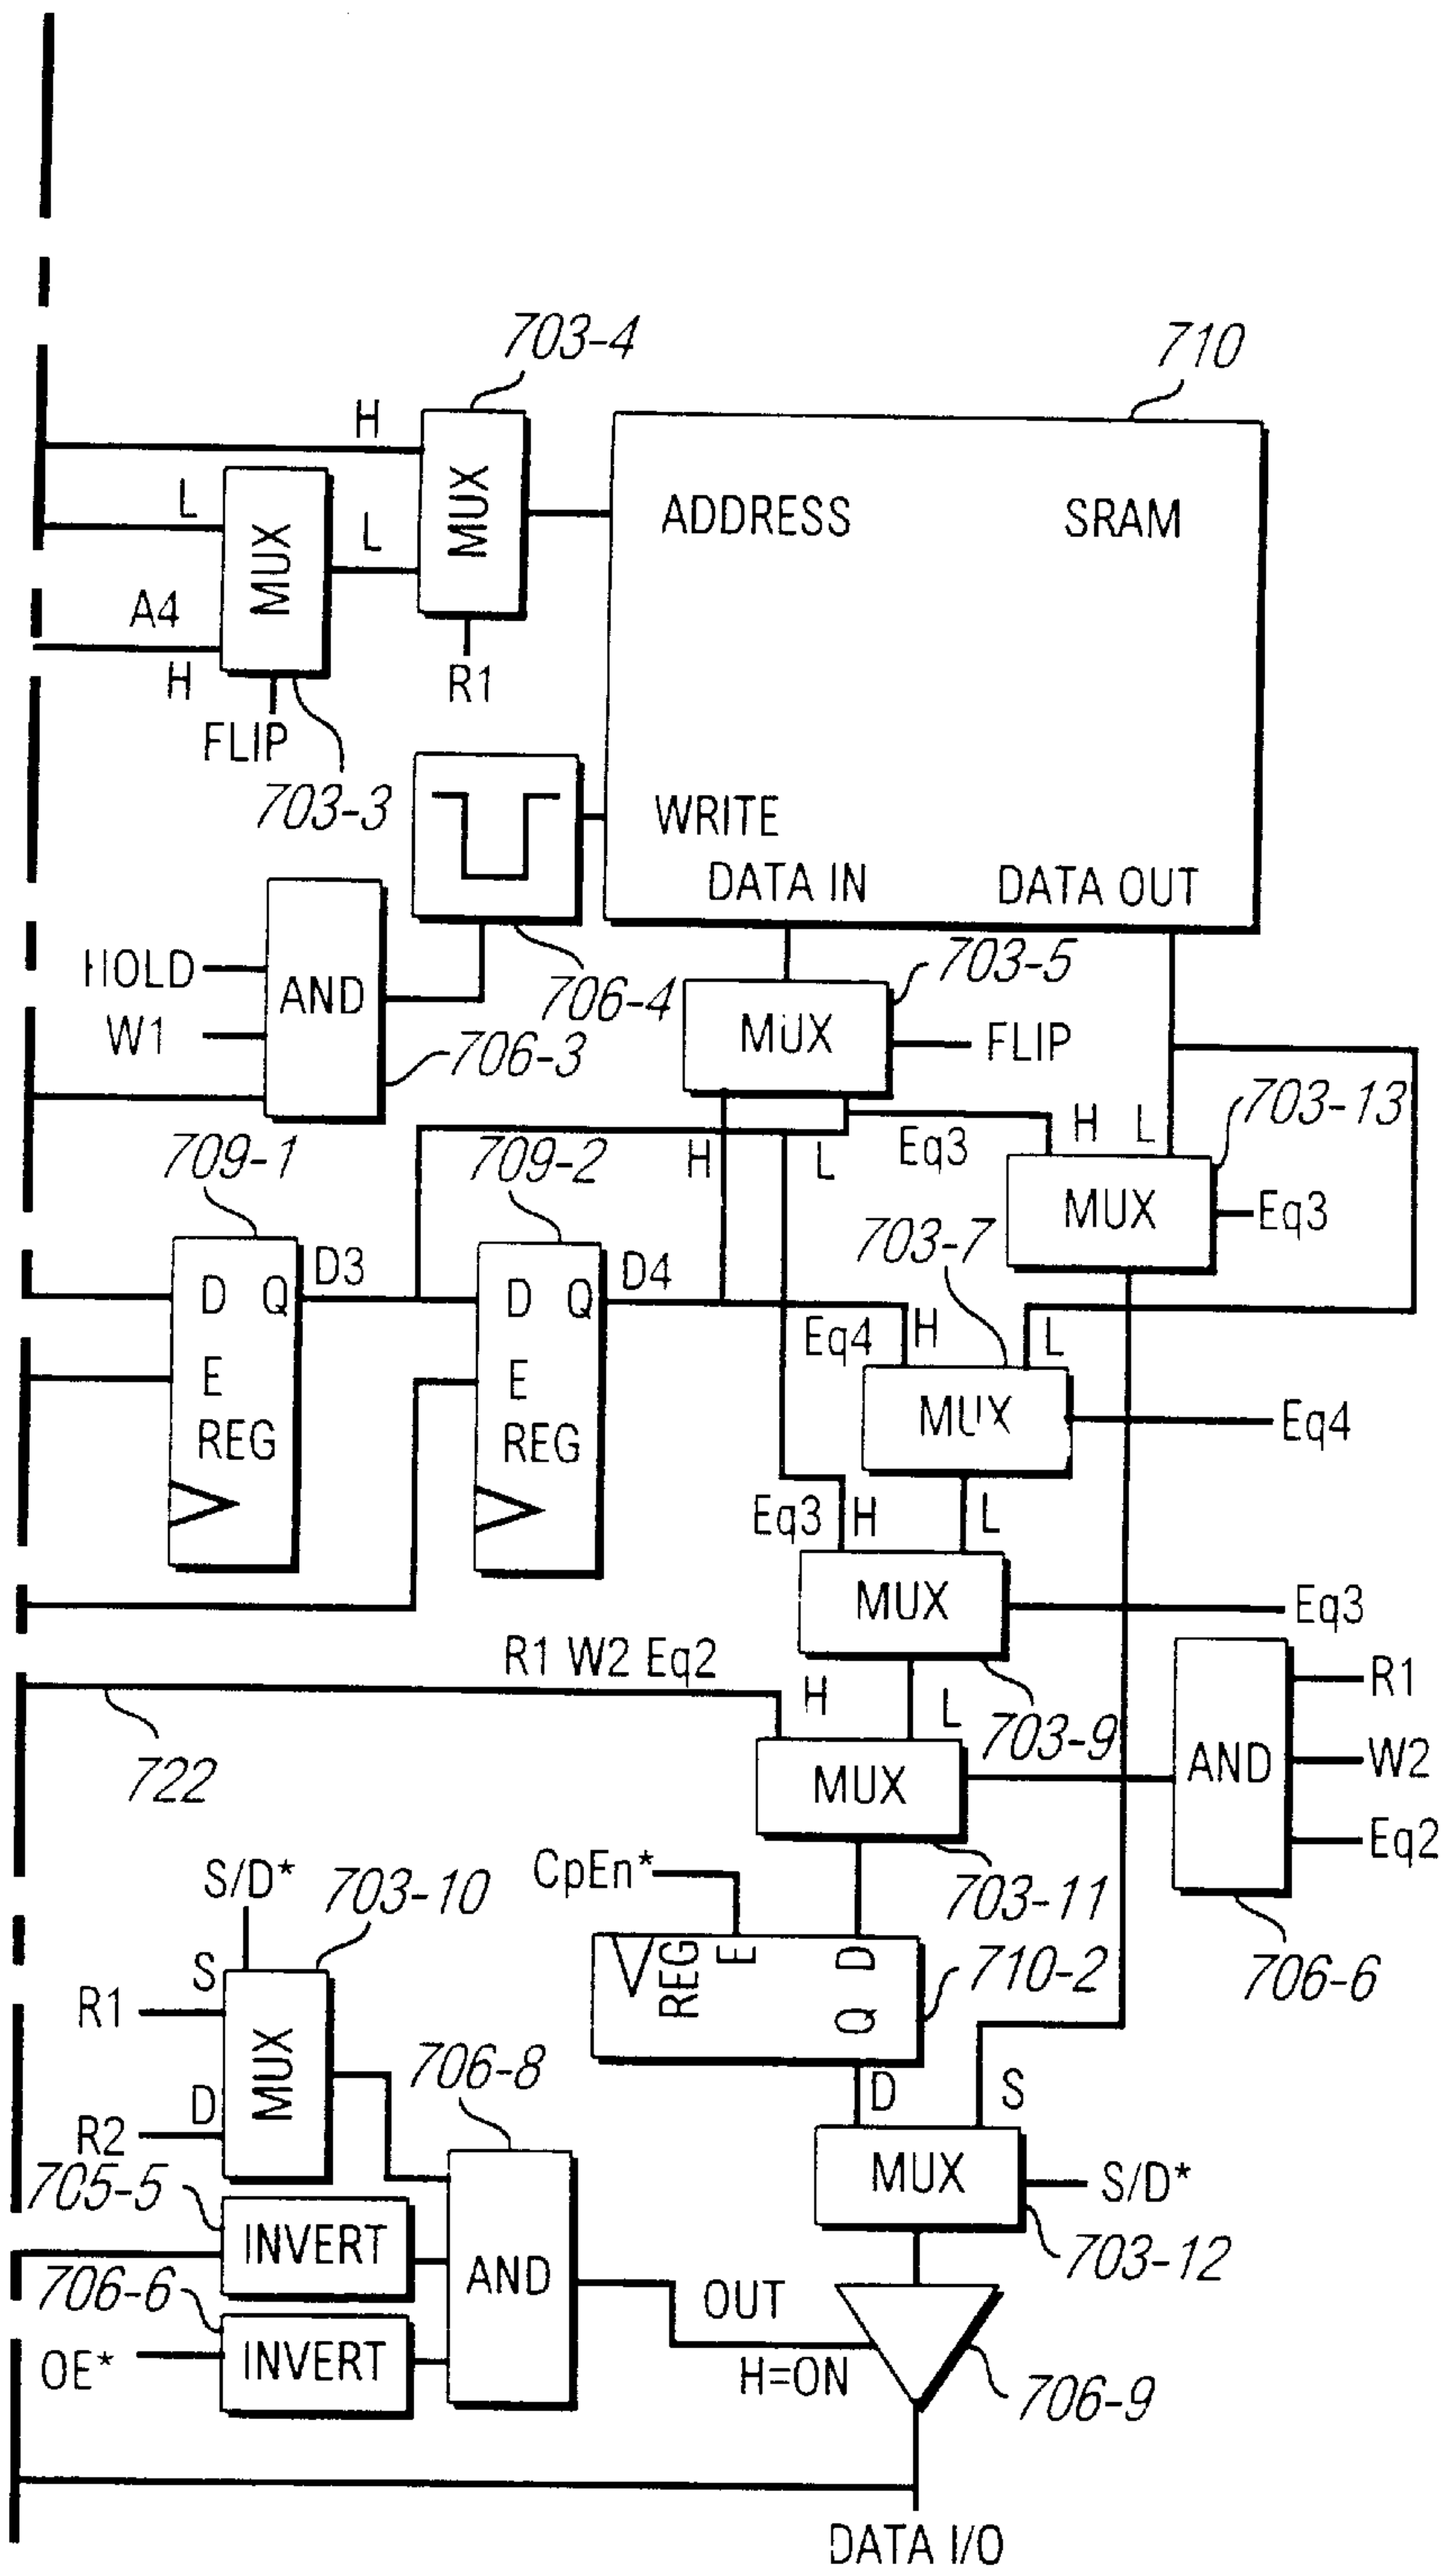 703-4
710
H
MUX
L
MUX
L
ADDRESS
SRAM
A4
H
R1
FLIP
703-3
WRITE
DATA IN
DATA OUT
HOLD
AND
W1
706-4
703-5
MUX
FLIP
706-3
703-13
709-1
709-2
H
L
Eq3
H
L
MUX
Eq3
703-7
D
Q
D3
D
Q
D4
Eq4
H
L
E
E
MUX
Eq4
REG
REG
Eq3
H
L
MUX
Eq3
R1 W2 Eq2
H
L
703-9
R1
722
MUX
AND
W2
Eq2
S/D*
703-10
CpEn*
703-11
S
REG
E
D
710-2
706-6
R1
MUX
Q
706-8
D
R2
D
S
705-5
MUX
S/D*
INVERT
703-12
706-6
AND
OUT
OE*
INVERT
H=ON
706-9
DATA I/O